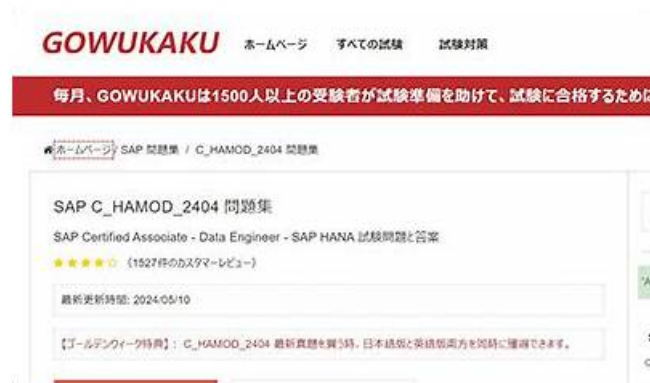 GOWUKAKU ホームページ すべての試験 試験対策
毎月、GOWUKAKUは1500人以上の受験者が試験準備を助けて、試験に合格するために
ホームページ/ SAP 問題集 / C_HAMOD_2404 問題集
SAP C_HAMOD_2404 問題集
SAP Certified Associate - Data Engineer - SAP HANA 試験問題と答案
(1527件のカスタマーレビュー)
最新更新時間: 2024/05/10
【ゴールデンウィーク特典】: C_HAMOD_2404 最新真題を買う時、日本語版と英語版両方を同時に獲得できます。